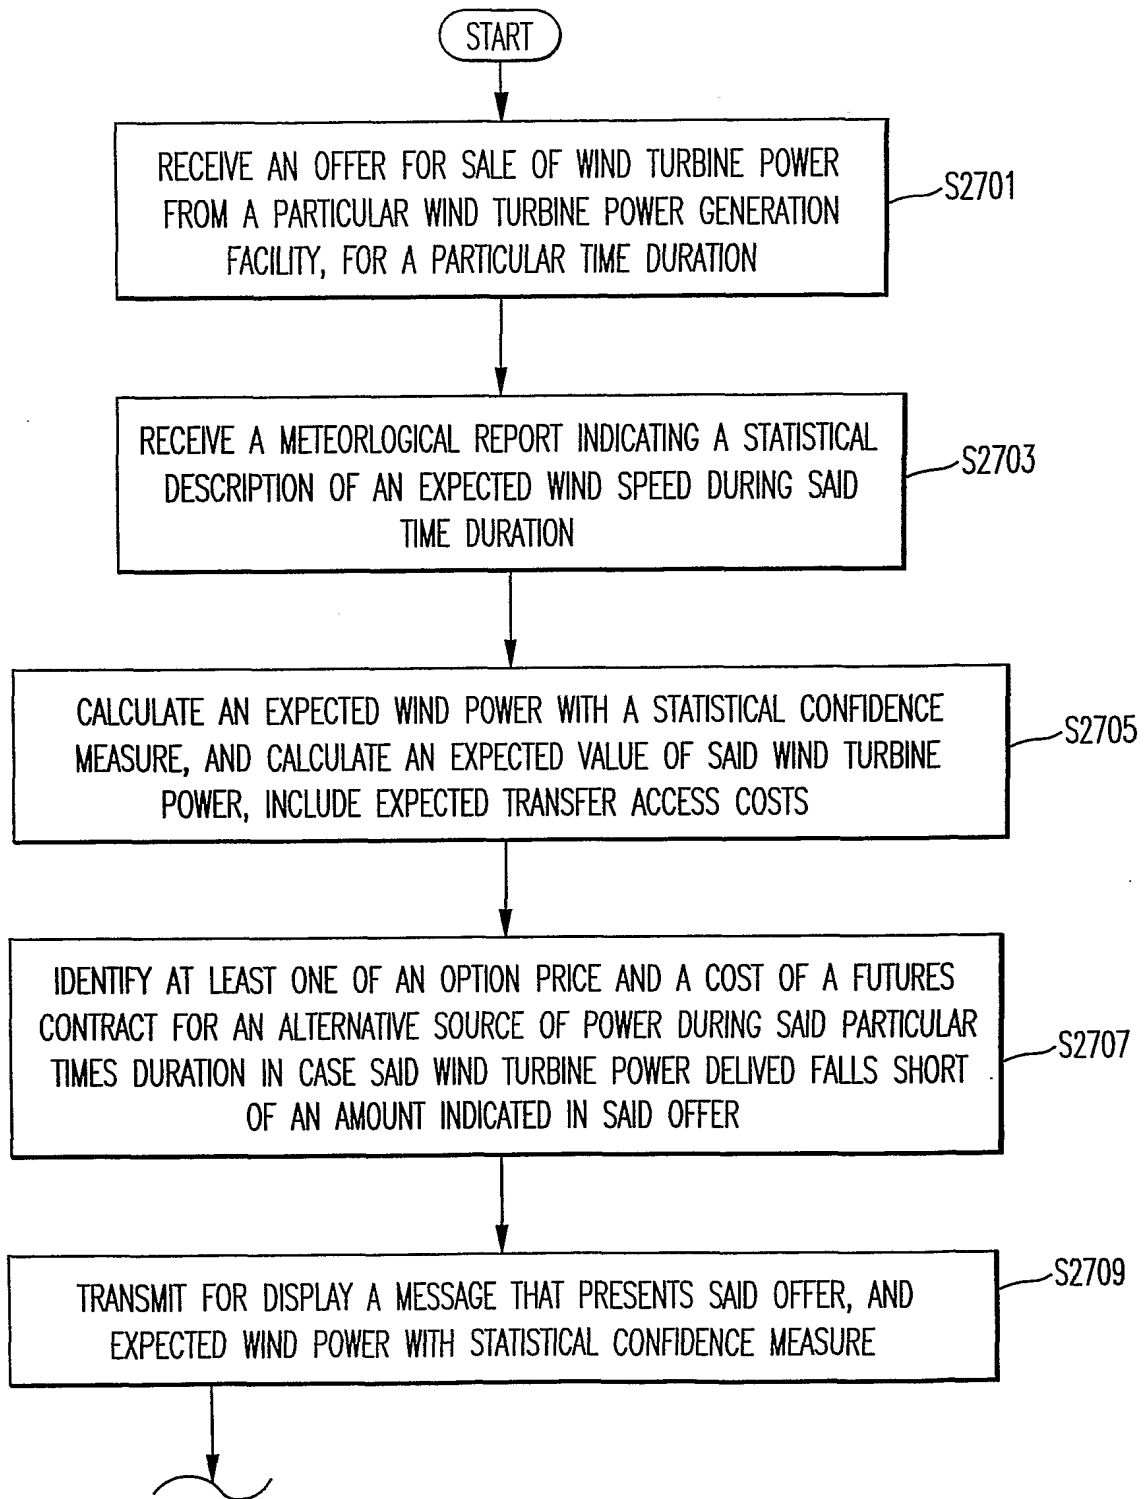 START
RECEIVE AN OFFER FOR SALE OF WIND TURBINE POWER
FROM A PARTICULAR WIND TURBINE POWER GENERATION
FACILITY, FOR A PARTICULAR TIME DURATION
S2701
RECEIVE A METEORLOGICAL REPORT INDICATING A STATISTICAL
DESCRIPTION OF AN EXPECTED WIND SPEED DURING SAID
TIME DURATION
S2703
CALCULATE AN EXPECTED WIND POWER WITH A STATISTICAL CONFIDENCE
MEASURE, AND CALCULATE AN EXPECTED VALUE OF SAID WIND TURBINE
POWER, INCLUDE EXPECTED TRANSFER ACCESS COSTS
S2705
IDENTIFY AT LEAST ONE OF AN OPTION PRICE AND A COST OF A FUTURES
CONTRACT FOR AN ALTERNATIVE SOURCE OF POWER DURING SAID PARTICULAR
TIMES DURATION IN CASE SAID WIND TURBINE POWER DELIVED FALLS SHORT
OF AN AMOUNT INDICATED IN SAID OFFER
S2707
TRANSMIT FOR DISPLAY A MESSAGE THAT PRESENTS SAID OFFER, AND
EXPECTED WIND POWER WITH STATISTICAL CONFIDENCE MEASURE
S2709